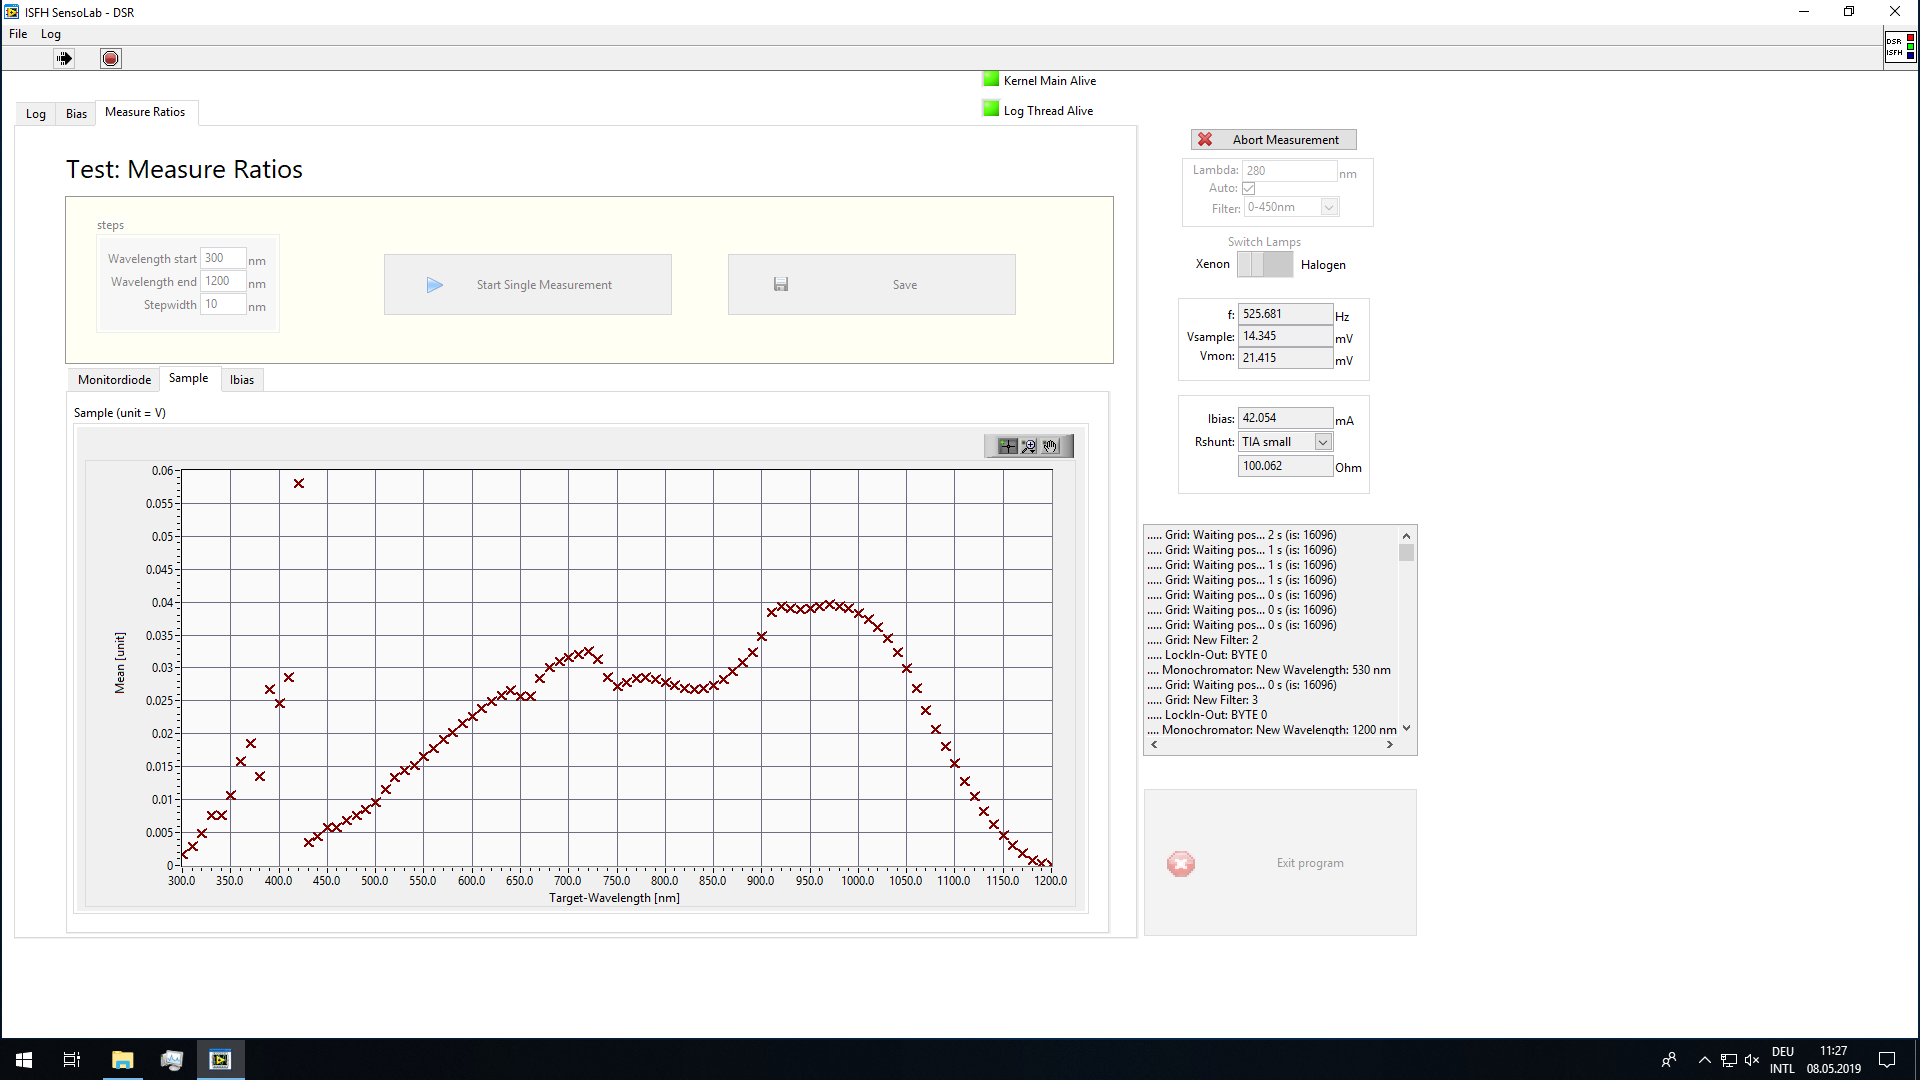 ISFH SensoLab - DSR
File Log
DSR
ISFH
Kernel Main Alive
Log Thread Alive
Log Bias Measure Ratios
Test: Measure Ratios
steps
Wavelength start 300 nm
Wavelength end 1200 nm
Stepwidth 10 nm
Start Single Measurement
Save
Monitordiode Sample Ibias
Sample (unit = V)
Mean [unit]
0.06
0.055
0.05
0.045
0.04
0.035
0.03
0.025
0.02
0.015
0.01
0.005
0
300.0 350.0 400.0 450.0 500.0 550.0 600.0 650.0 700.0 750.0 800.0 850.0 900.0 950.0 1000.0 1050.0 1100.0 1150.0 1200.0
Target-Wavelength [nm]
Abort Measurement
Lambda: 280 nm
Auto:
Filter: 0-450nm
Switch Lamps
Xenon Halogen
f: 525.681 Hz
Vsample: 14.345 mV
Vmon: 21.415 mV
Ibias: 42.054 mA
Rshunt: TIA small
100.062 Ohm
..... Grid: Waiting pos... 2 s (is: 16096)
..... Grid: Waiting pos... 1 s (is: 16096)
..... Grid: Waiting pos... 1 s (is: 16096)
..... Grid: Waiting pos... 1 s (is: 16096)
..... Grid: Waiting pos... 0 s (is: 16096)
..... Grid: Waiting pos... 0 s (is: 16096)
..... Grid: Waiting pos... 0 s (is: 16096)
..... Grid: New Filter: 2
..... LockIn-Out: BYTE 0
.... Monochromator: New Wavelength: 530 nm
..... Grid: Waiting pos... 0 s (is: 16096)
..... Grid: New Filter: 3
..... LockIn-Out: BYTE 0
.... Monochromator: New Wavelength: 1200 nm
Exit program
DEU
INTL
11:27
08.05.2019